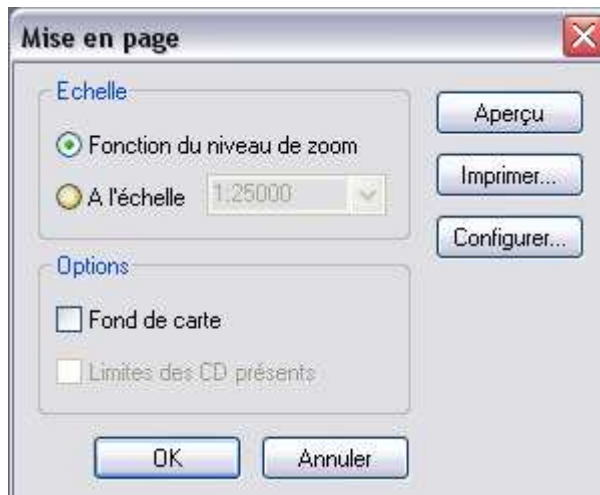 Mise en page
Echelle
Fonction du niveau de zoom
A l'échelle 1:25000
Aperçu
Imprimer...
Configurer...
Options
Fond de carte
Limites des CD présents
OK Annuler